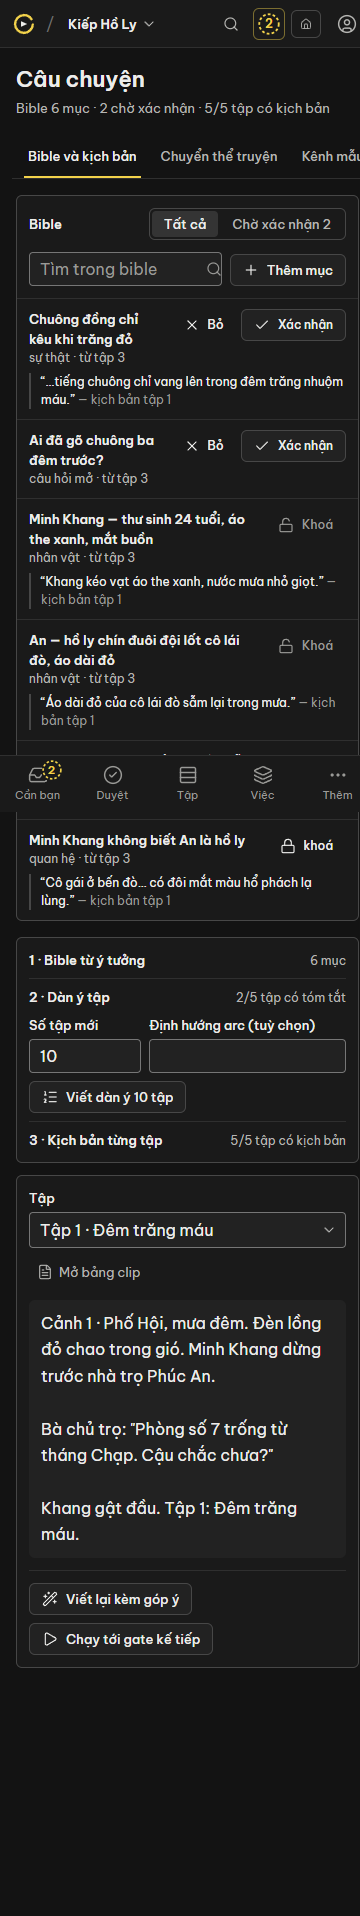 / Kiếp Hồ Ly 2
Câu chuyện
Bible 6 mục · 2 chờ xác nhận · 5/5 tập có kịch bản
Bible và kịch bản Chuyển thể truyện Kênh mẫu
Bible Tất cả Chờ xác nhận 2
Tìm trong bible Thêm mục
Chuông đồng chỉ
kêu khi trăng đỏ
Bỏ Xác nhận
sự thật · từ tập 3
“…tiếng chuông chỉ vang lên trong đêm trăng nhuộm
máu.” — kịch bản tập 1
Ai đã gõ chuông ba
đêm trước?
Bỏ Xác nhận
câu hỏi mở · từ tập 3
Minh Khang — thư sinh 24 tuổi, áo
the xanh, mắt buồn
Khoá
nhân vật · từ tập 3
“Khang kéo vạt áo the xanh, nước mưa nhỏ giọt.” —
kịch bản tập 1
An — hồ ly chín đuôi đội lốt cô lái
đò, áo dài đỏ
Khoá
nhân vật · từ tập 3
“Áo dài đỏ của cô lái đò sẫm lại trong mưa.” — kịch
bản tập 1
2
Cần bạn Duyệt Tập Việc Thêm
Minh Khang không biết An là hồ ly
khoá
quan hệ · từ tập 3
“Cô gái ở bến đò… có đôi mắt màu hổ phách lạ
lùng.” — kịch bản tập 1
1 · Bible từ ý tưởng 6 mục
2 · Dàn ý tập 2/5 tập có tóm tắt
Số tập mới Định hướng arc (tuỳ chọn)
10
Viết dàn ý 10 tập
3 · Kịch bản từng tập 5/5 tập có kịch bản
Tập
Tập 1 · Đêm trăng máu
Mở bảng clip
Cảnh 1 · Phố Hội, mưa đêm. Đèn lồng
đỏ chao trong gió. Minh Khang dừng
trước nhà trọ Phúc An.
Bà chủ trọ: "Phòng số 7 trống từ
tháng Chạp. Cậu chắc chưa?"
Khang gật đầu. Tập 1: Đêm trăng
máu.
Viết lại kèm góp ý
Chạy tới gate kế tiếp